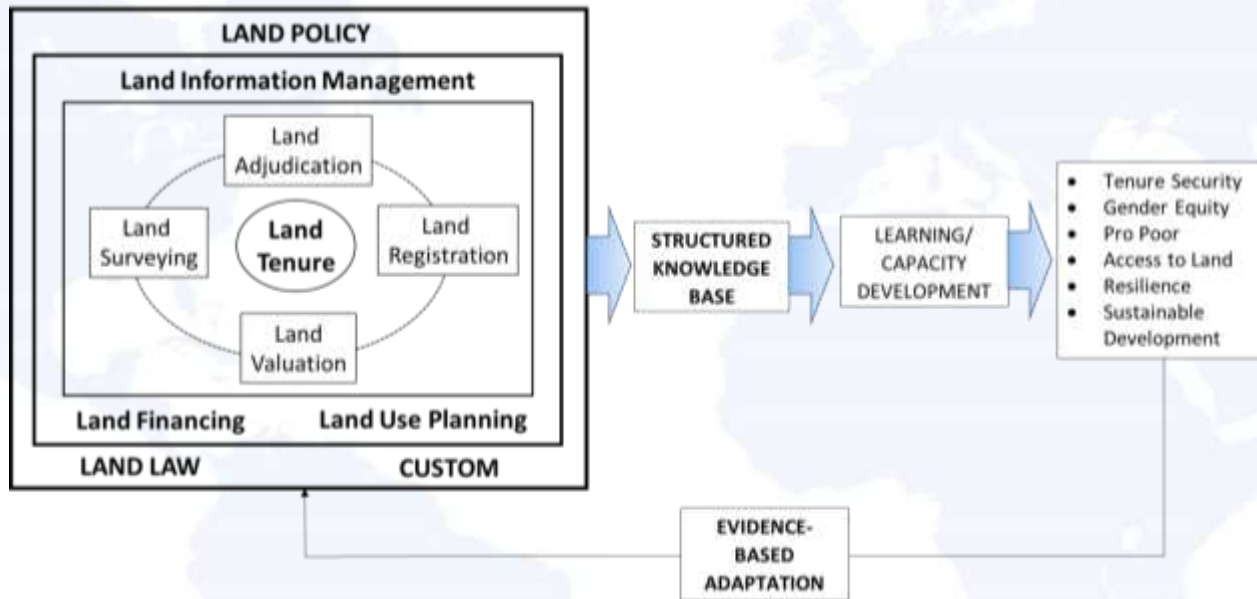 LAND POLICY
Land Information Management
Land
Adjudication
Land
Surveying
Land
Tenure
Land
Registration
Land
Valuation
Land Financing
Land Use Planning
LAND LAW
CUSTOM
STRUCTURED
KNOWLEDGE
BASE
LEARNING/
CAPACITY
DEVELOPMENT
• Tenure Security
• Gender Equity
• Pro Poor
• Access to Land
• Resilience
• Sustainable
Development
EVIDENCE-
BASED
ADAPTATION